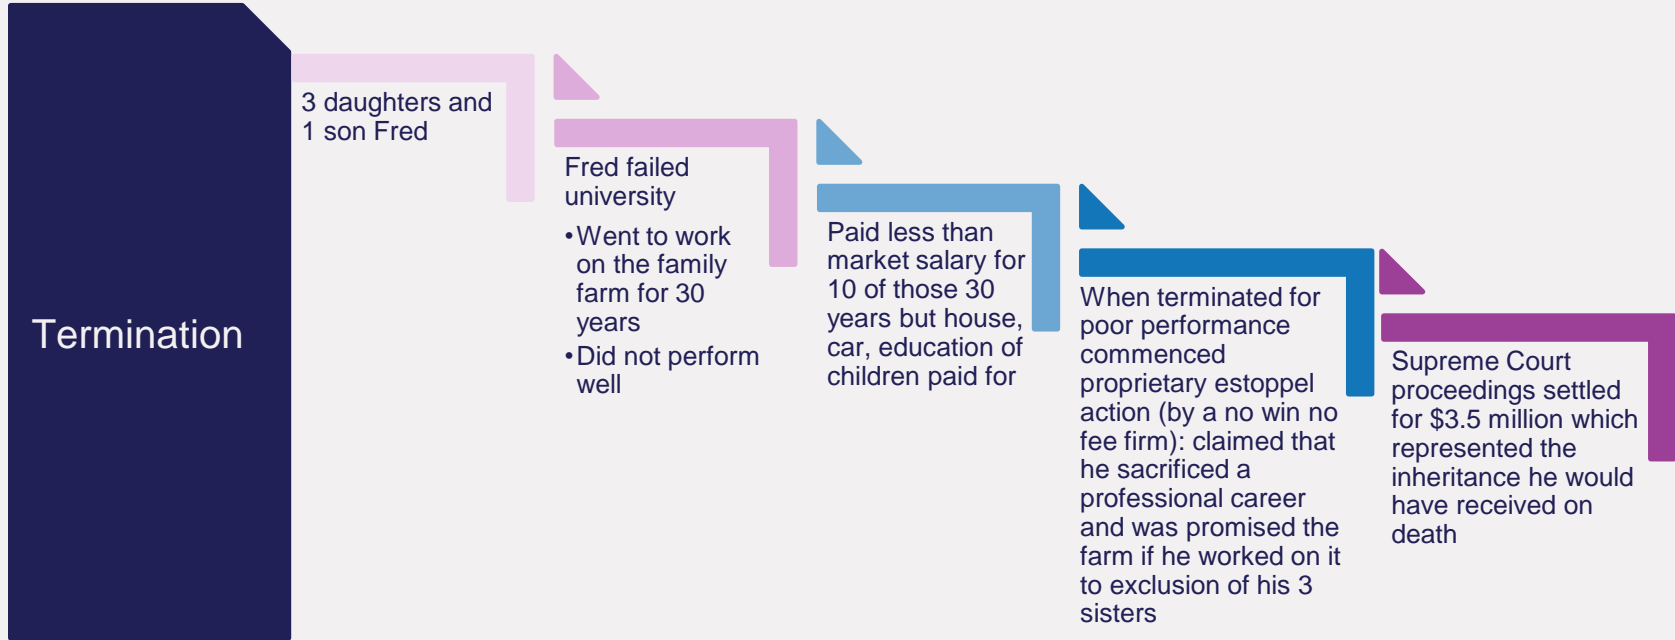 Termination
3 daughters and
1 son Fred
Fred failed
university
•Went to work
on the family
farm for 30
years
•Did not perform
well
Paid less than
market salary for
10 of those 30
years but house,
car, education of
children paid for
When terminated for
poor performance
commenced
proprietary estoppel
action (by a no win no
fee firm): claimed that
he sacrificed a
professional career
and was promised the
farm if he worked on it
to exclusion of his 3
sisters
Supreme Court
proceedings settled
for $3.5 million which
represented the
inheritance he would
have received on
death